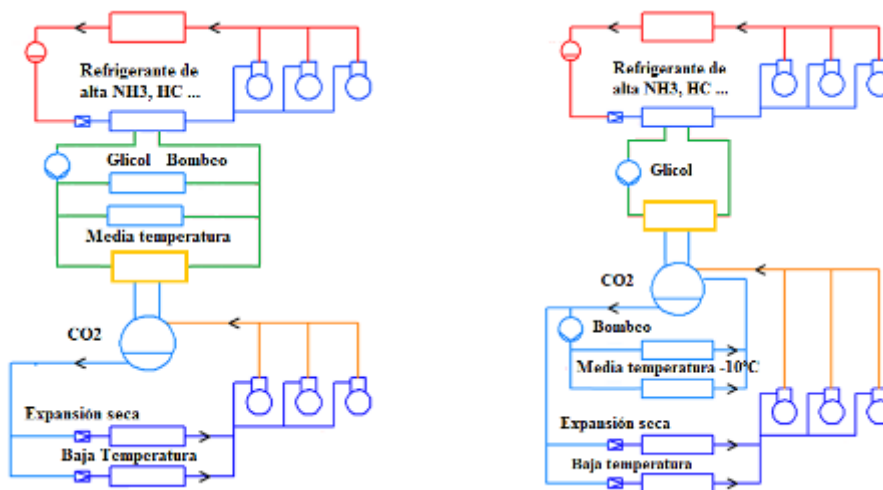 Refrigerante de
alta NH3, HC ...
Glicol Bombeo
Media temperatura
CO2
Expansión seca
Baja Temperatura
Refrigerante de
alta NH3, HC ...
Glicol
CO2
Bombeo
Media temperatura -10ºC
Expansión seca
Baja temperatura